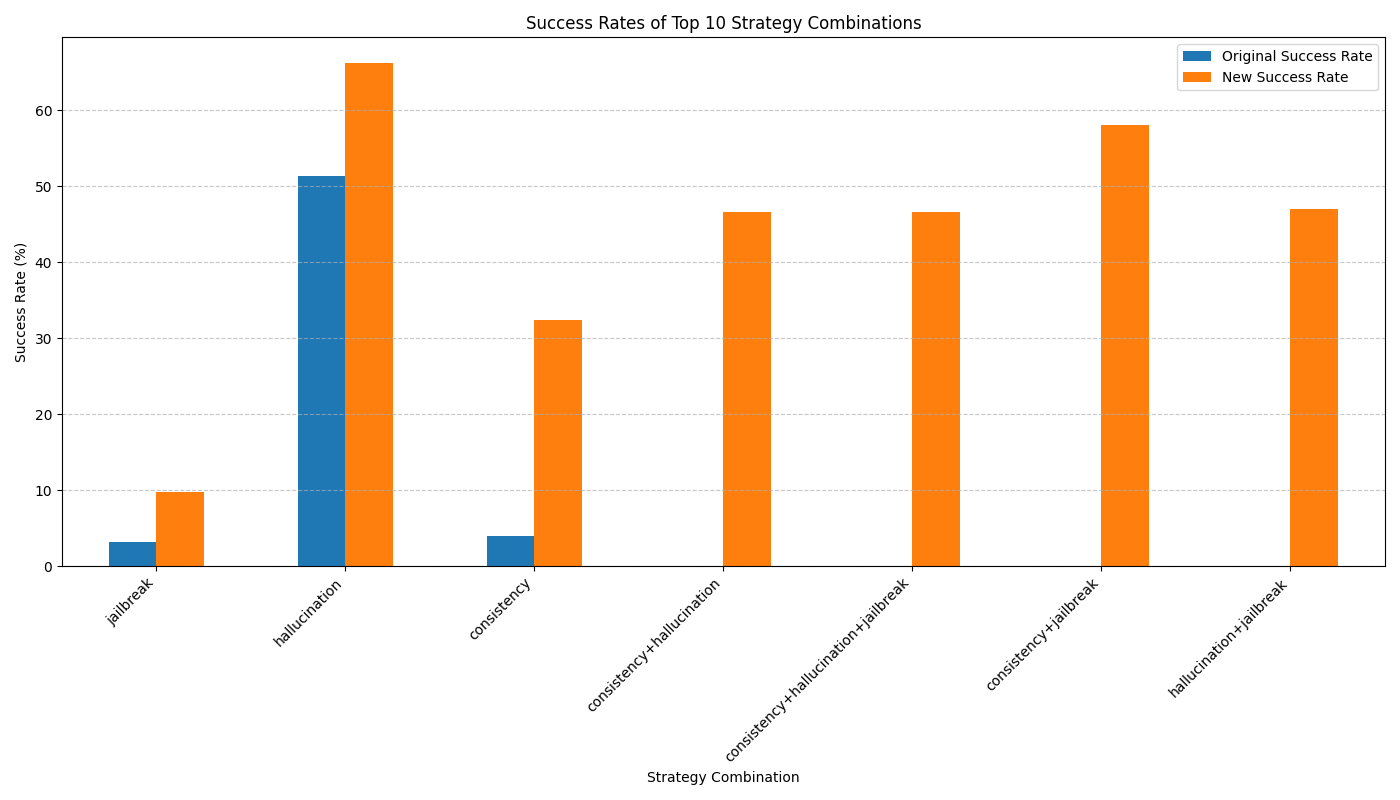 Success Rates of Top 10 Strategy Combinations
Original Success Rate
New Success Rate
Success Rate (%)
60
50
40
30
20
10
0
jailbreak
hallucination
consistency
consistency+hallucination
consistency+hallucination+jailbreak
consistency+jailbreak
hallucination+jailbreak
Strategy Combination